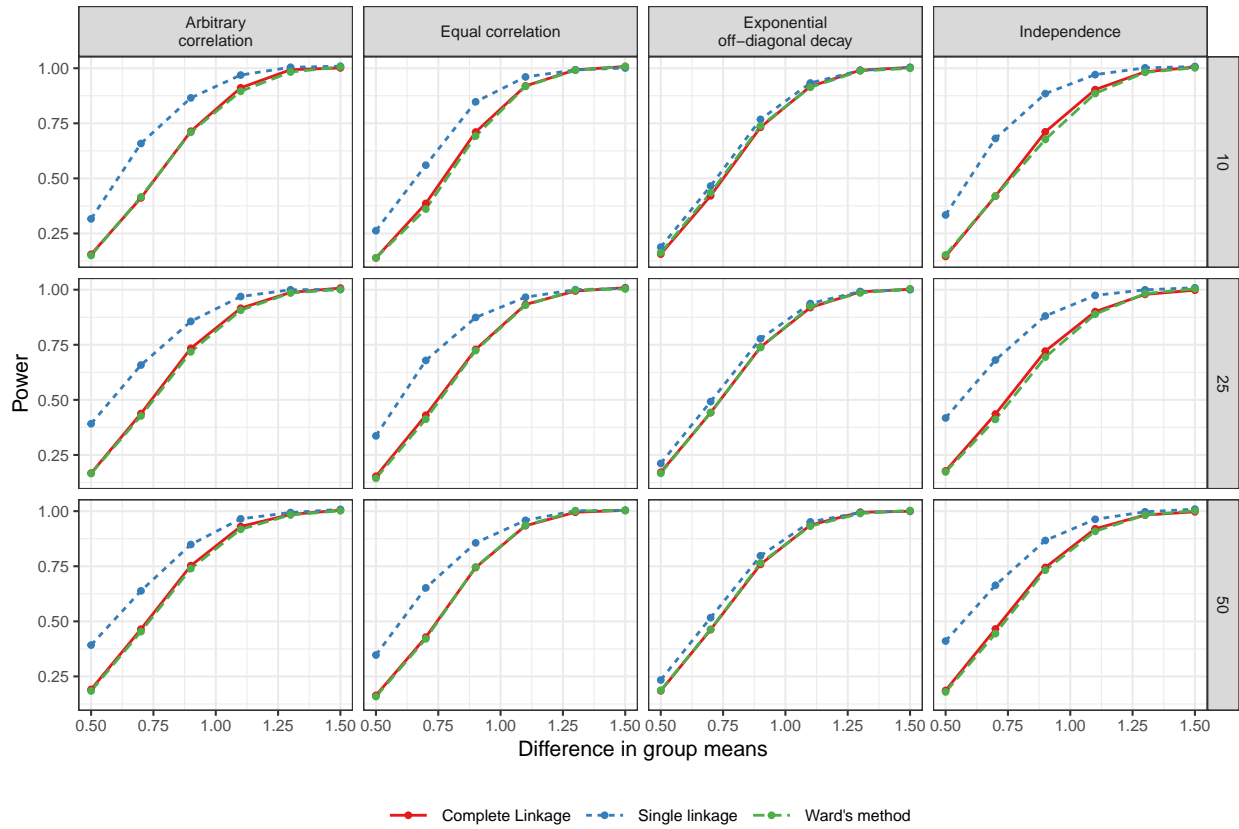 Arbitrary
correlation
Equal correlation
Exponential
off−diagonal decay
Independence
1.00
0.75
0.50
0.25
10
1.00
0.75
0.50
0.25
25
1.00
0.75
0.50
0.25
50
Power
0.50 0.75 1.00 1.25 1.50 0.50 0.75 1.00 1.25 1.50 0.50 0.75 1.00 1.25 1.50 0.50 0.75 1.00 1.25 1.50
Difference in group means
Complete Linkage Single linkage Ward's method